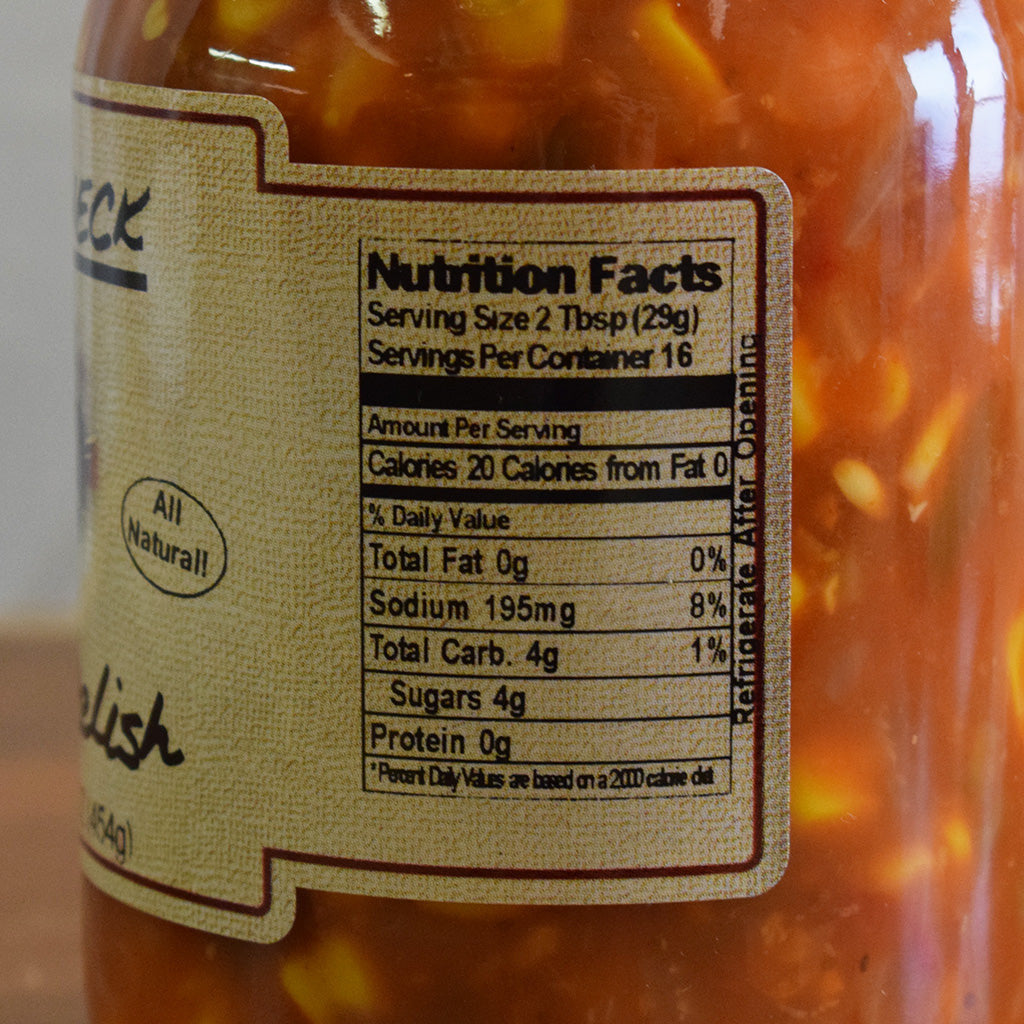 ECK
All
Natural!
elish
454g)
Nutrition Facts
Serving Size 2 Tbsp (29g)
Servings Per Container 16
Amount Per Serving
Calories 20 Calories from Fat 0
% Daily Value
Total Fat 0g 0%
Sodium 195mg 8%
Total Carb. 4g 1%
Sugars 4g
Protein 0g
*Percent Daily Values are based on a 2000 calorie diet
Refrigerate After Opening